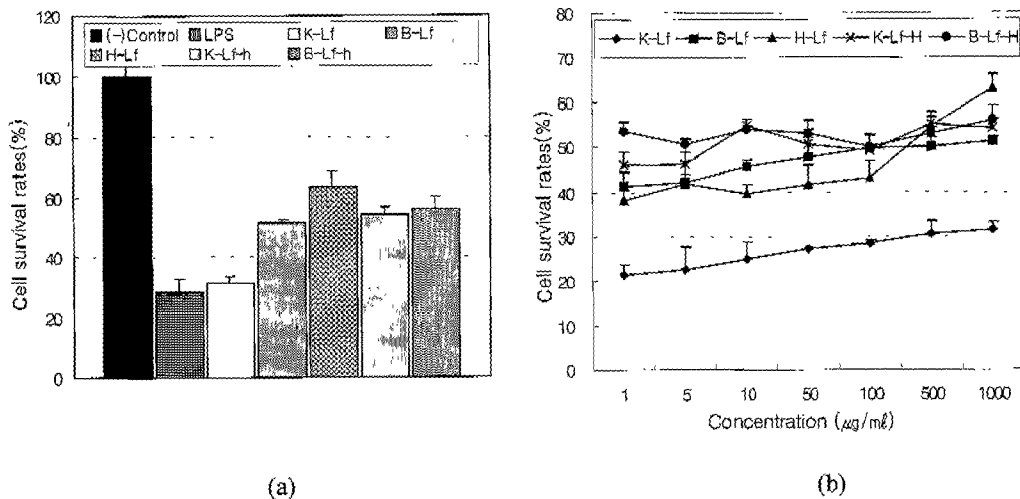 120
100
80
60
40
20
0
Cell survival rates(%)
(-)Control LPS K-Lf B-Lf
H-Lf K-Lf-h B-Lf-h
(a)
80
70
60
50
40
30
20
10
0
Cell survival rates(%)
K-Lf B-Lf H-Lf K-Lf-H B-Lf-H
1 5 10 50 100 500 1000
Concentration (㎍/㎖)
(b)